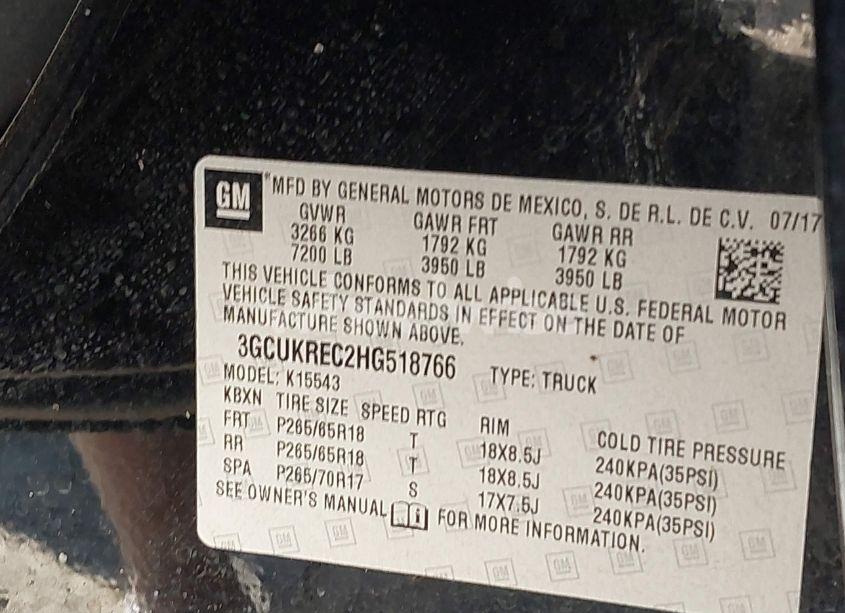 GM *MFD BY GENERAL MOTORS DE MEXICO, S. DE R.L. DE C.V. 07/17
GVWR GAWR FRT GAWR RR
3266 KG 1792 KG 1792 KG
7200 LB 3950 LB 3950 LB
THIS VEHICLE CONFORMS TO ALL APPLICABLE U.S. FEDERAL MOTOR
VEHICLE SAFETY STANDARDS IN EFFECT ON THE DATE OF
MANUFACTURE SHOWN ABOVE.
3GCUKREC2HG518766 TYPE: TRUCK
MODEL: K15543
KBXN TIRE SIZE SPEED RTG RIM COLD TIRE PRESSURE
FRT P265/65R18 T 18X8.5J 240KPA(35PSI)
RR P265/65R18 T 18X8.5J 240KPA(35PSI)
SPA P265/70R17 S 17X7.5J 240KPA(35PSI)
SEE OWNER'S MANUAL i FOR MORE INFORMATION.